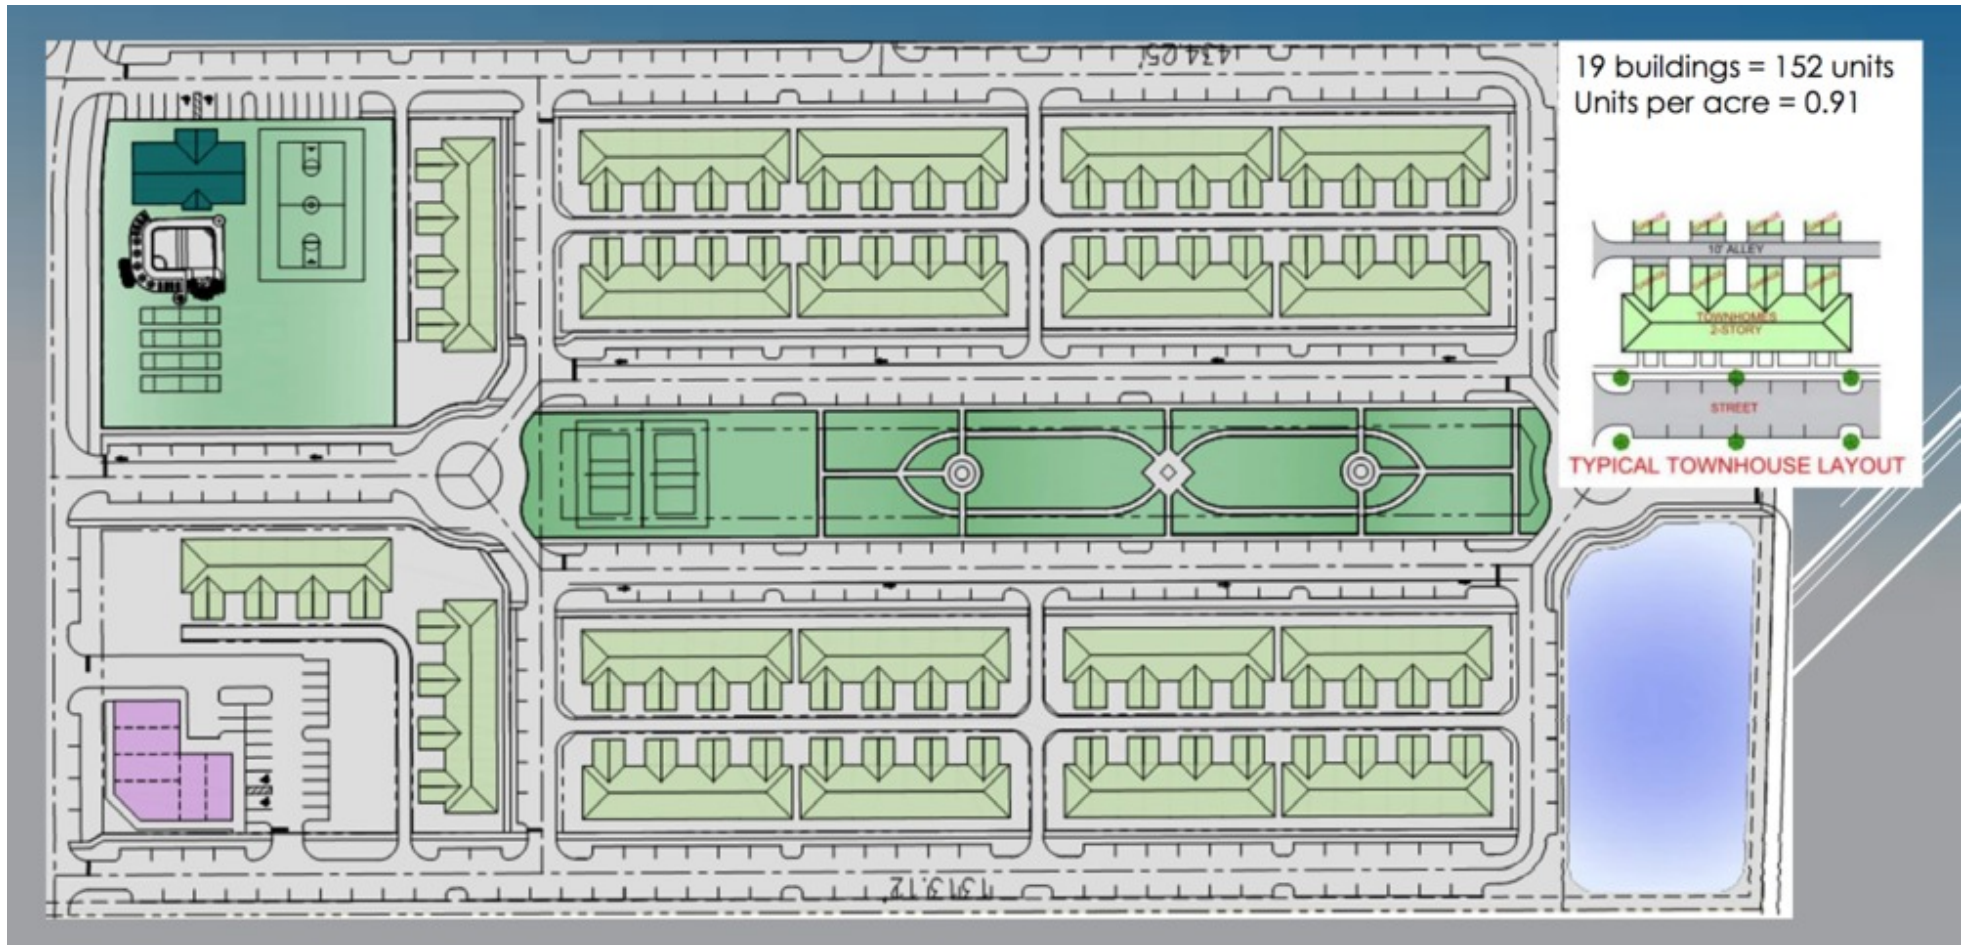 1434.25'
19 buildings = 152 units
Units per acre = 0.91
10' ALLEY
TOWNHOMES
2-STORY
STREET
TYPICAL TOWNHOUSE LAYOUT
1313.12'